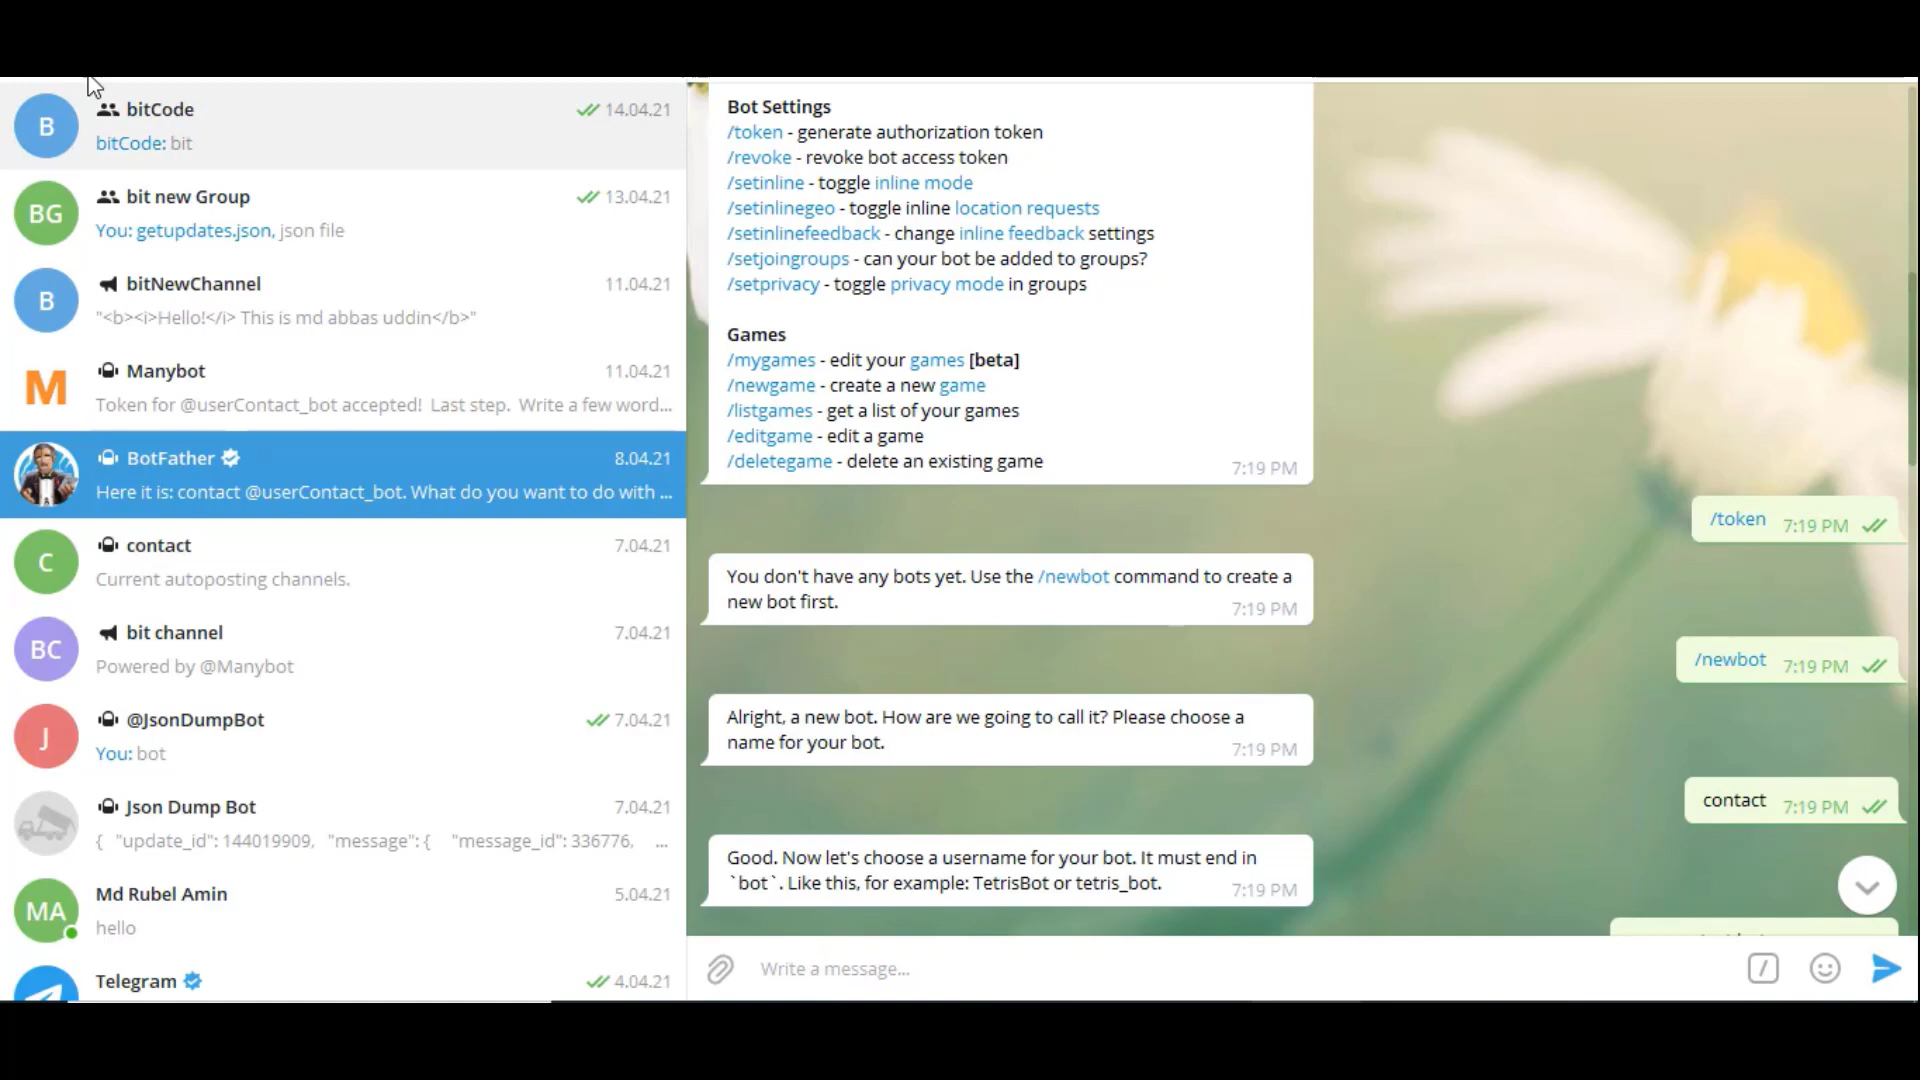 B
bitCode
14.04.21
bitCode: bit
BG
bit new Group
13.04.21
You: getupdates.json, json file
B
bitNewChannel
11.04.21
"<b><i>Hello!</i> This is md abbas uddin</b>"
M
Manybot
11.04.21
Token for @userContact_bot accepted!  Last step.  Write a few word...
BotFather
8.04.21
Here it is: contact @userContact_bot. What do you want to do with ...
C
contact
7.04.21
Current autoposting channels.
BC
bit channel
7.04.21
Powered by @Manybot
J
@JsonDumpBot
7.04.21
You: bot
Json Dump Bot
7.04.21
{  "update_id": 144019909,  "message": {   "message_id": 336776,   ...
MA
Md Rubel Amin
5.04.21
hello
Telegram
4.04.21
Bot Settings
/token - generate authorization token
/revoke - revoke bot access token
/setinline - toggle inline mode
/setinlinegeo - toggle inline location requests
/setinlinefeedback - change inline feedback settings
/setjoingroups - can your bot be added to groups?
/setprivacy - toggle privacy mode in groups
Games
/mygames - edit your games [beta]
/newgame - create a new game
/listgames - get a list of your games
/editgame - edit a game
/deletegame - delete an existing game
7:19 PM
/token 7:19 PM
You don't have any bots yet. Use the /newbot command to create a
new bot first.
7:19 PM
/newbot 7:19 PM
Alright, a new bot. How are we going to call it? Please choose a
name for your bot.
7:19 PM
contact 7:19 PM
Good. Now let's choose a username for your bot. It must end in
`bot`. Like this, for example: TetrisBot or tetris_bot.
7:19 PM
Write a message...
/